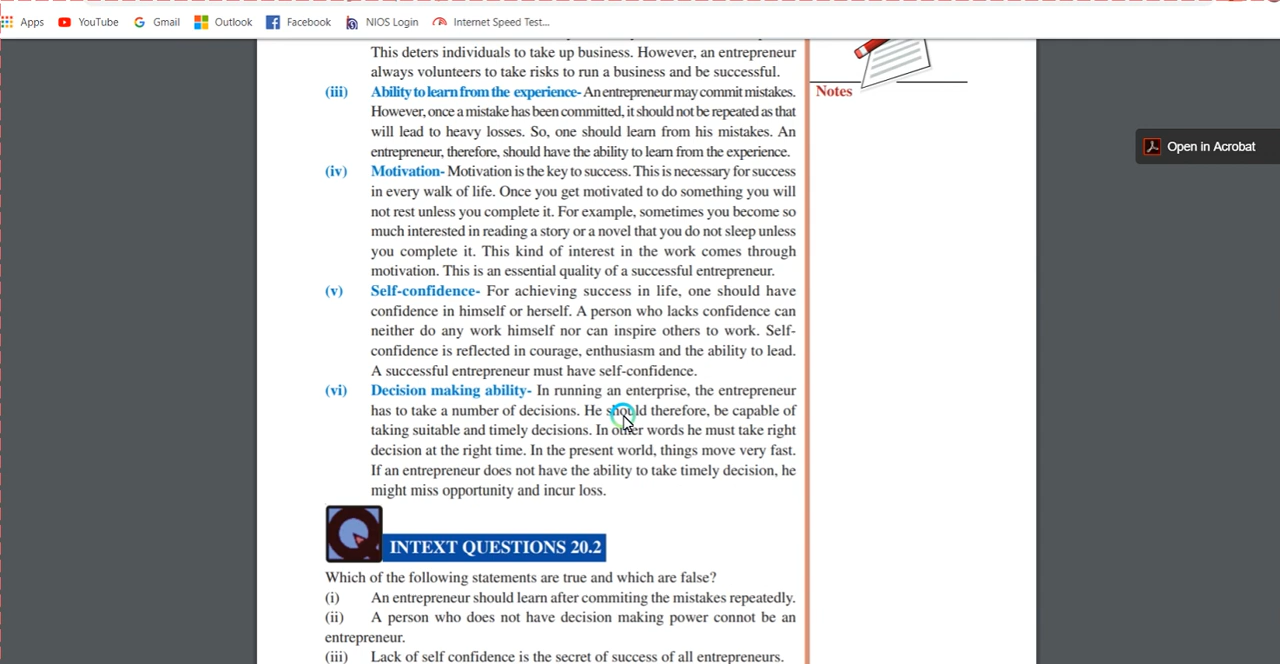 Apps YouTube Gmail Outlook Facebook NIOS Login Internet Speed Test...
This deters individuals to take up business. However, an entrepreneur
always volunteers to take risks to run a business and be successful.
Notes
(iii) Ability to learn from the experience- An entrepreneur may commit mistakes.
However, once a mistake has been committed, it should not be repeated as that
will lead to heavy losses. So, one should learn from his mistakes. An
entrepreneur, therefore, should have the ability to learn from the experience.
Open in Acrobat
(iv) Motivation- Motivation is the key to success. This is necessary for success
in every walk of life. Once you get motivated to do something you will
not rest unless you complete it. For example, sometimes you become so
much interested in reading a story or a novel that you do not sleep unless
you complete it. This kind of interest in the work comes through
motivation. This is an essential quality of a successful entrepreneur.
(v) Self-confidence- For achieving success in life, one should have
confidence in himself or herself. A person who lacks confidence can
neither do any work himself nor can inspire others to work. Self-
confidence is reflected in courage, enthusiasm and the ability to lead.
A successful entrepreneur must have self-confidence.
(vi) Decision making ability- In running an enterprise, the entrepreneur
has to take a number of decisions. He should therefore, be capable of
taking suitable and timely decisions. In other words he must take right
decision at the right time. In the present world, things move very fast.
If an entrepreneur does not have the ability to take timely decision, he
might miss opportunity and incur loss.
INTEXT QUESTIONS 20.2
Which of the following statements are true and which are false?
(i) An entrepreneur should learn after commiting the mistakes repeatedly.
(ii) A person who does not have decision making power connot be an
entrepreneur.
(iii) Lack of self confidence is the secret of success of all entrepreneurs.